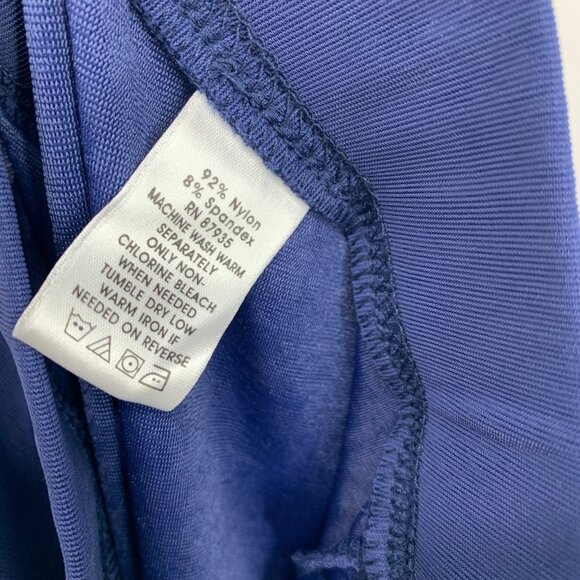 92% Nylon
8% Spandex
RN 67935
MACHINE WASH WARM
SEPARATELY
ONLY NON-
CHLORINE BLEACH
WHEN NEEDED
TUMBLE DRY LOW
WARM IRON IF
NEEDED ON REVERSE